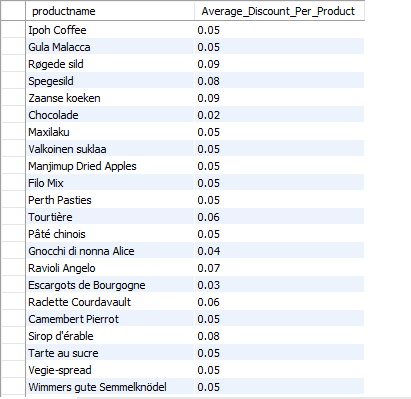 productname Average_Discount_Per_Product
Ipoh Coffee 0.05
Gula Malacca 0.05
Røgede sild 0.09
Spegesild 0.08
Zaanse koeken 0.09
Chocolade 0.02
Maxilaku 0.05
Valkoinen suklaa 0.05
Manjimup Dried Apples 0.05
Filo Mix 0.05
Perth Pasties 0.05
Tourtière 0.06
Pâté chinois 0.05
Gnocchi di nonna Alice 0.04
Ravioli Angelo 0.07
Escargots de Bourgogne 0.03
Raclette Courdavault 0.06
Camembert Pierrot 0.05
Sirop d'érable 0.08
Tarte au sucre 0.05
Vegie-spread 0.05
Wimmers gute Semmelknödel 0.05